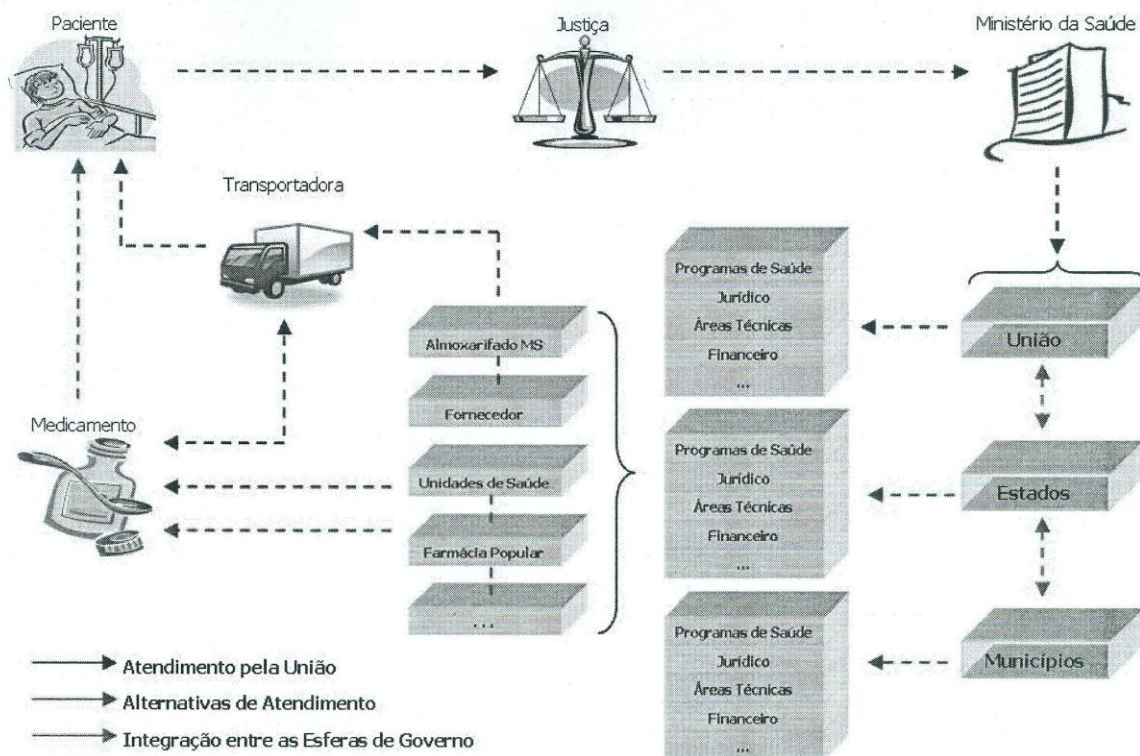 Paciente
Justiça
Ministério da Saúde
Transportadora
Programas de Saúde
Jurídico
Áreas Técnicas
Financeiro
...
União
Almoxarifado MS
Fornecedor
Unidades de Saúde
Farmácia Popular
...
Medicamento
Programas de Saúde
Jurídico
Áreas Técnicas
Financeiro
...
Estados
Programas de Saúde
Jurídico
Áreas Técnicas
Financeiro
...
Municípios
Atendimento pela União
Alternativas de Atendimento
Integração entre as Esferas de Governo